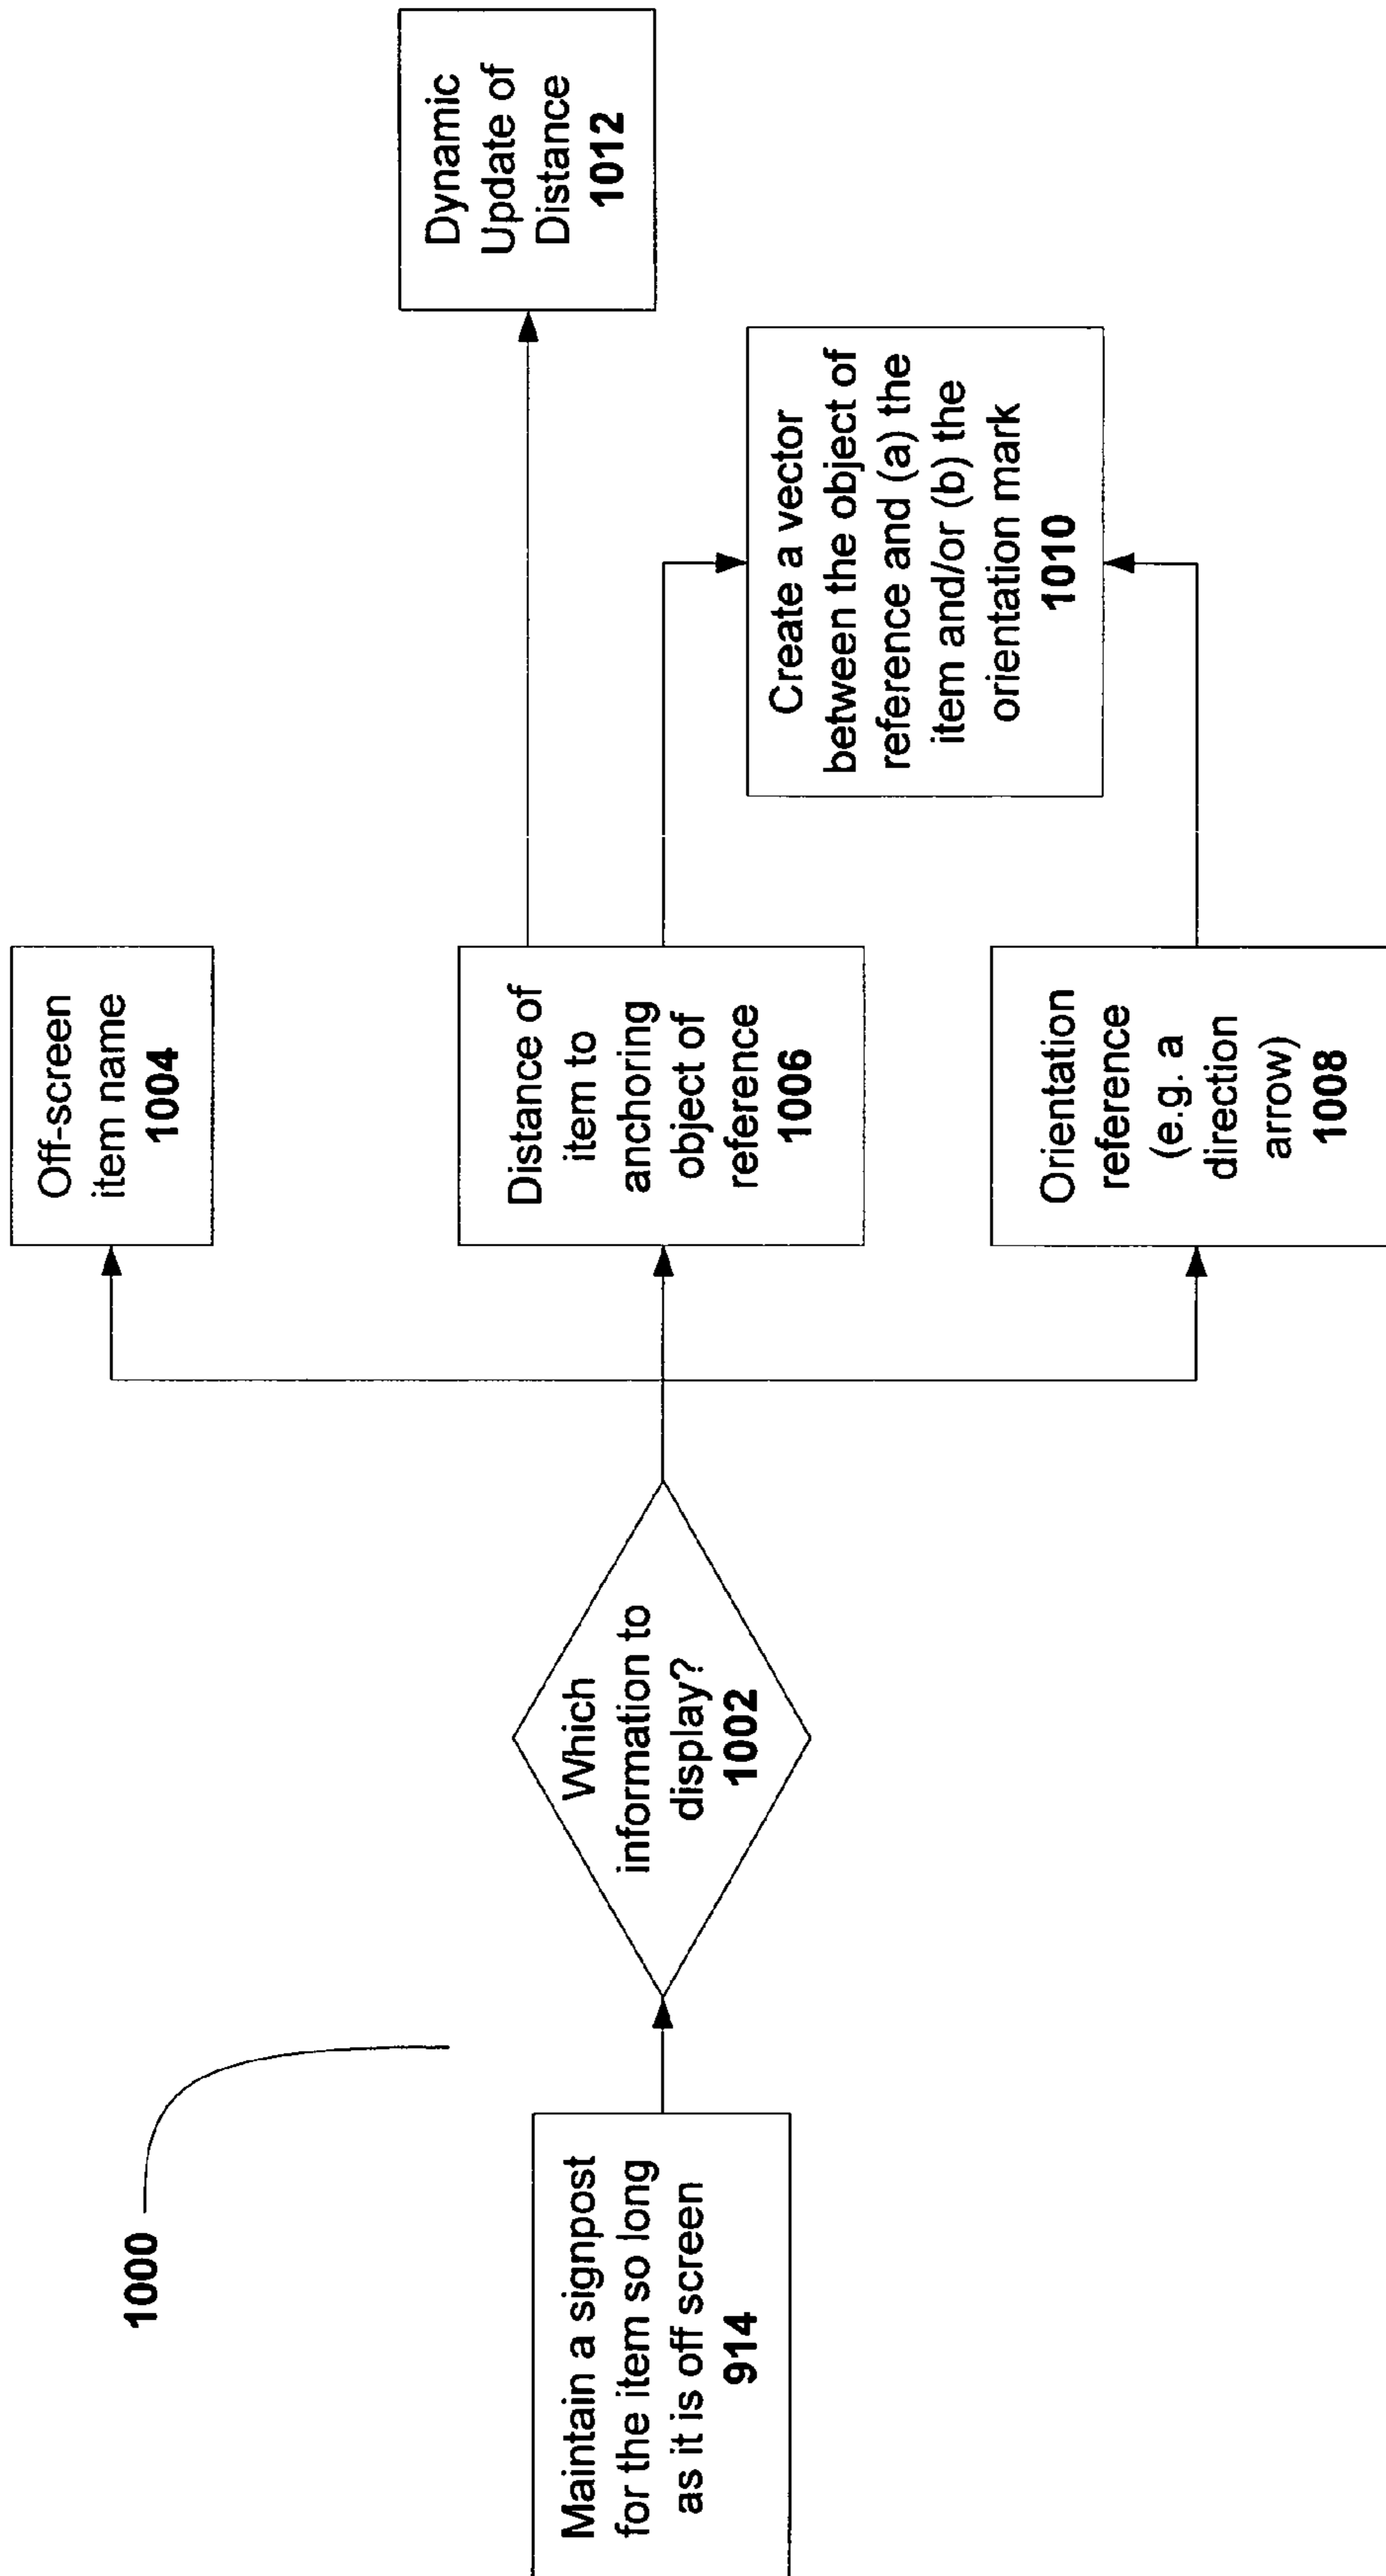 1000
Maintain a signpost
for the item so long
as it is off screen
914
Which
information to
display?
1002
Off-screen
item name
1004
Distance of
item to
anchoring
object of
reference
1006
Orientation
reference
(e.g. a
direction
arrow)
1008
Create a vector
between the object of
reference and (a) the
item and/or (b) the
orientation mark
1010
Dynamic
Update of
Distance
1012